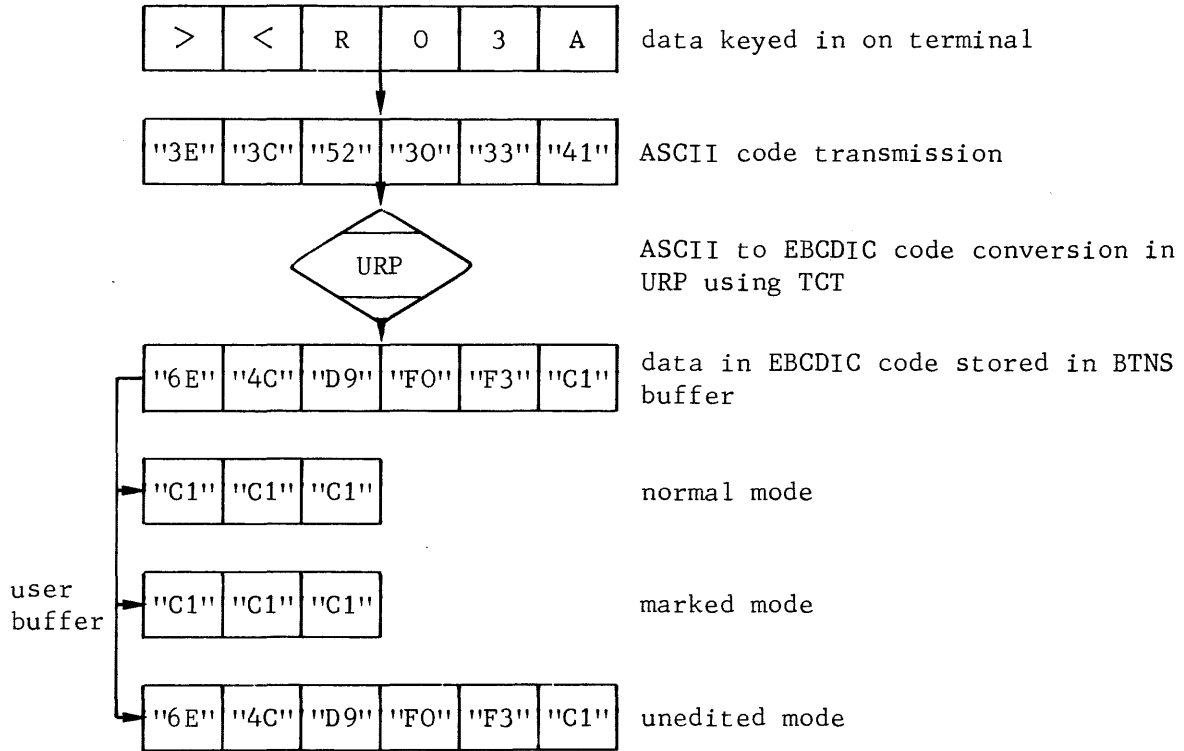 > < R 0 3 A data keyed in on terminal
"3E" "3C" "52" "30" "33" "41" ASCII code transmission
URP
ASCII to EBCDIC code conversion in
URP using TCT
"6E" "4C" "D9" "F0" "F3" "C1" data in EBCDIC code stored in BTNS
buffer
"C1" "C1" "C1" normal mode
user
buffer
"C1" "C1" "C1" marked mode
"6E" "4C" "D9" "F0" "F3" "C1" unedited mode